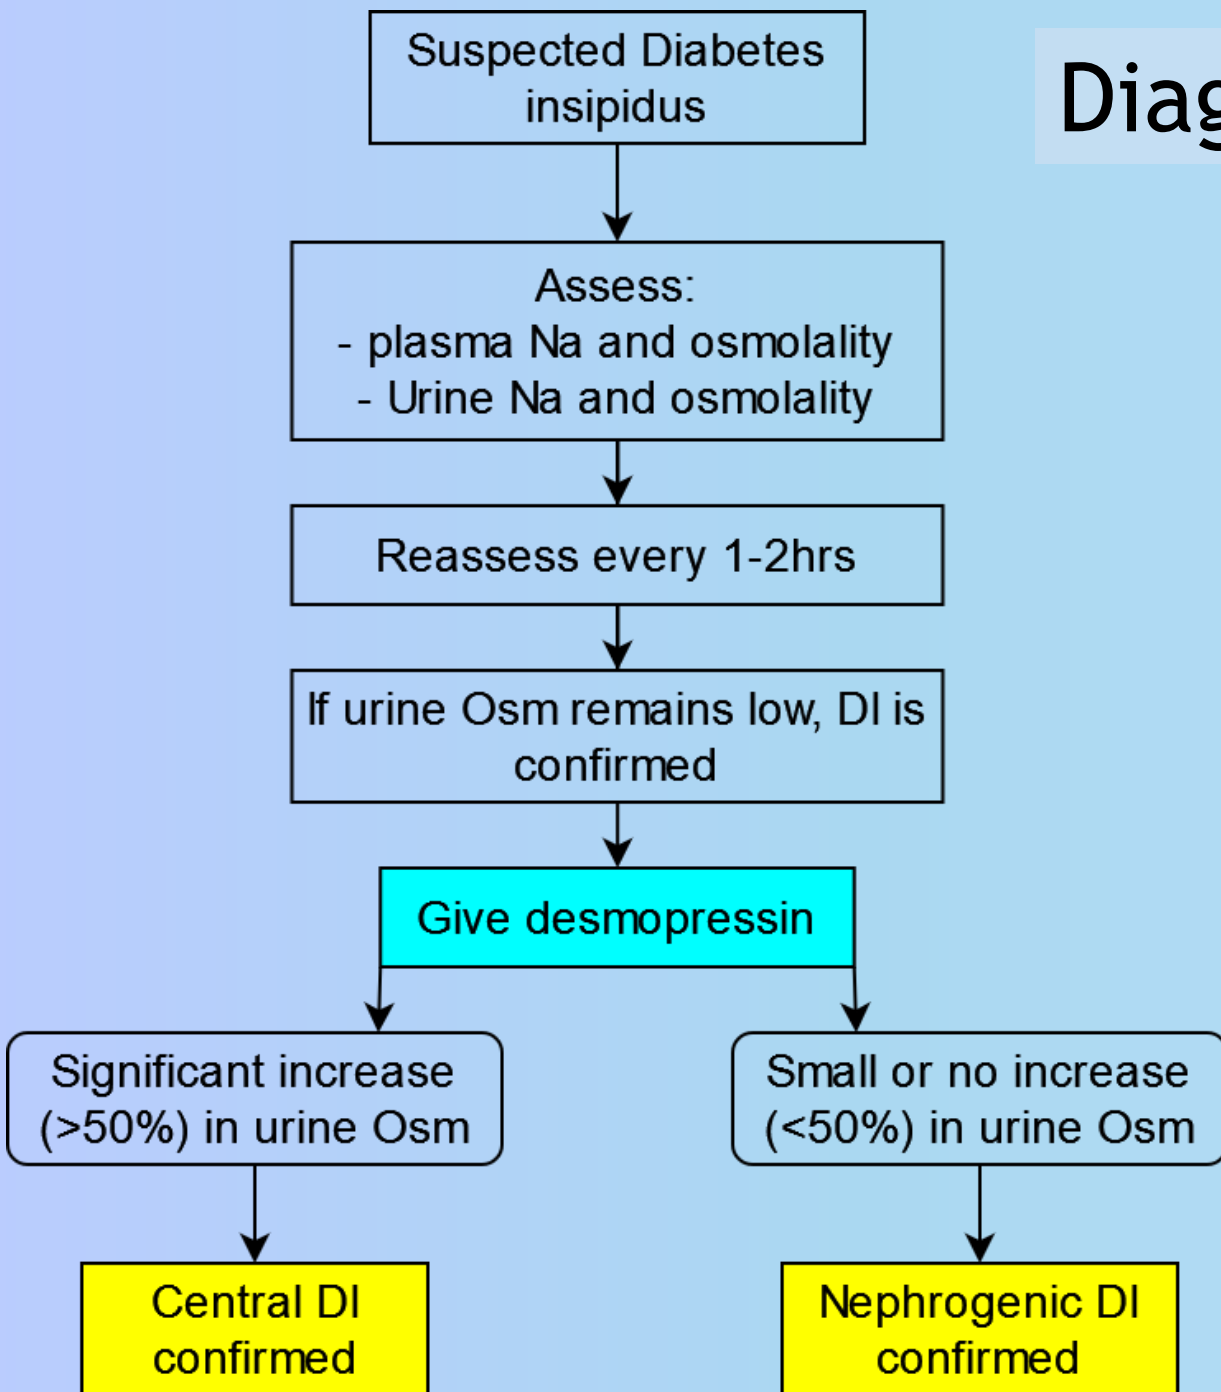 Suspected Diabetes
insipidus
Diag
Assess:
- plasma Na and osmolality
- Urine Na and osmolality
Reassess every 1-2hrs
If urine Osm remains low, DI is
confirmed
Give desmopressin
Significant increase
(>50%) in urine Osm
Small or no increase
(<50%) in urine Osm
Central DI
confirmed
Nephrogenic DI
confirmed